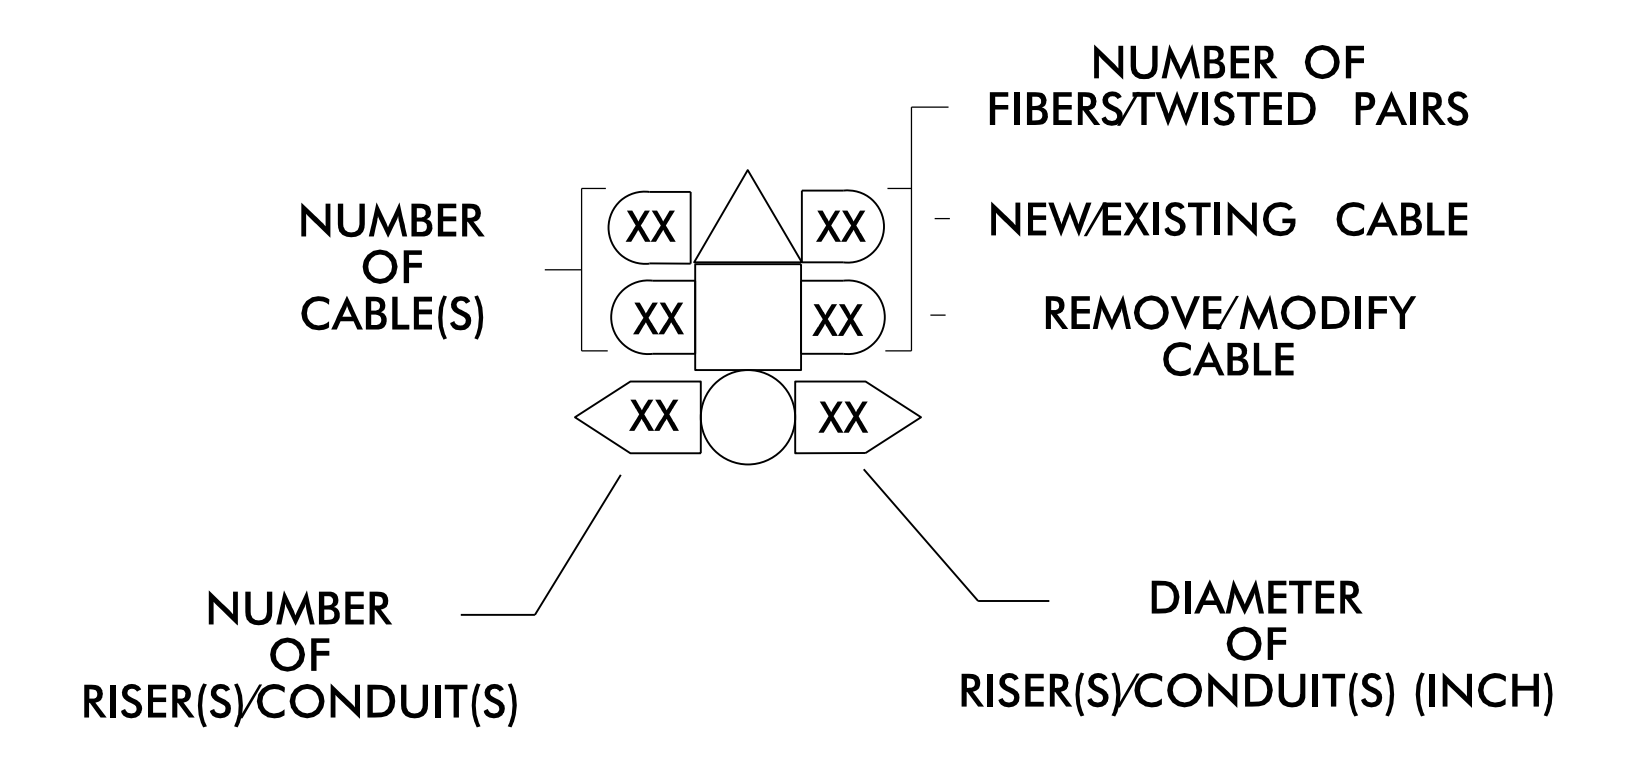 NUMBER OF
FIBERS/TWISTED PAIRS
NUMBER
OF
CABLE(S)
XX
XX
NEW/EXISTING CABLE
XX
XX
REMOVE/MODIFY
CABLE
XX
XX
NUMBER
OF
RISER(S)/CONDUIT(S)
DIAMETER
OF
RISER(S)/CONDUIT(S) (INCH)